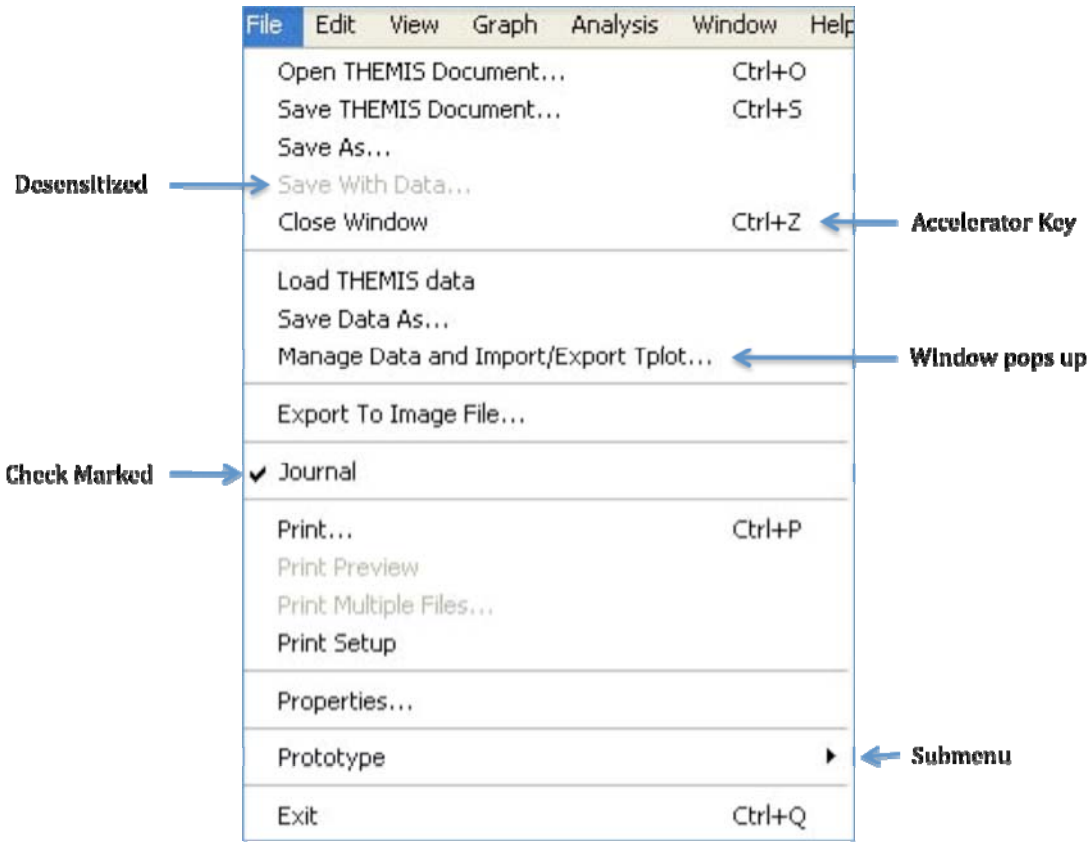 File Edit View Graph Analysis Window Help
Open THEMIS Document... Ctrl+O
Save THEMIS Document... Ctrl+S
Save As...
Desensitized Save With Data...
Close Window Ctrl+Z Accelerator Key
Load THEMIS data
Save Data As...
Manage Data and Import/Export Tplot... Window pops up
Export To Image File...
Check Marked Journal
Print... Ctrl+P
Print Preview
Print Multiple Files...
Print Setup
Properties...
Prototype Submenu
Exit Ctrl+Q